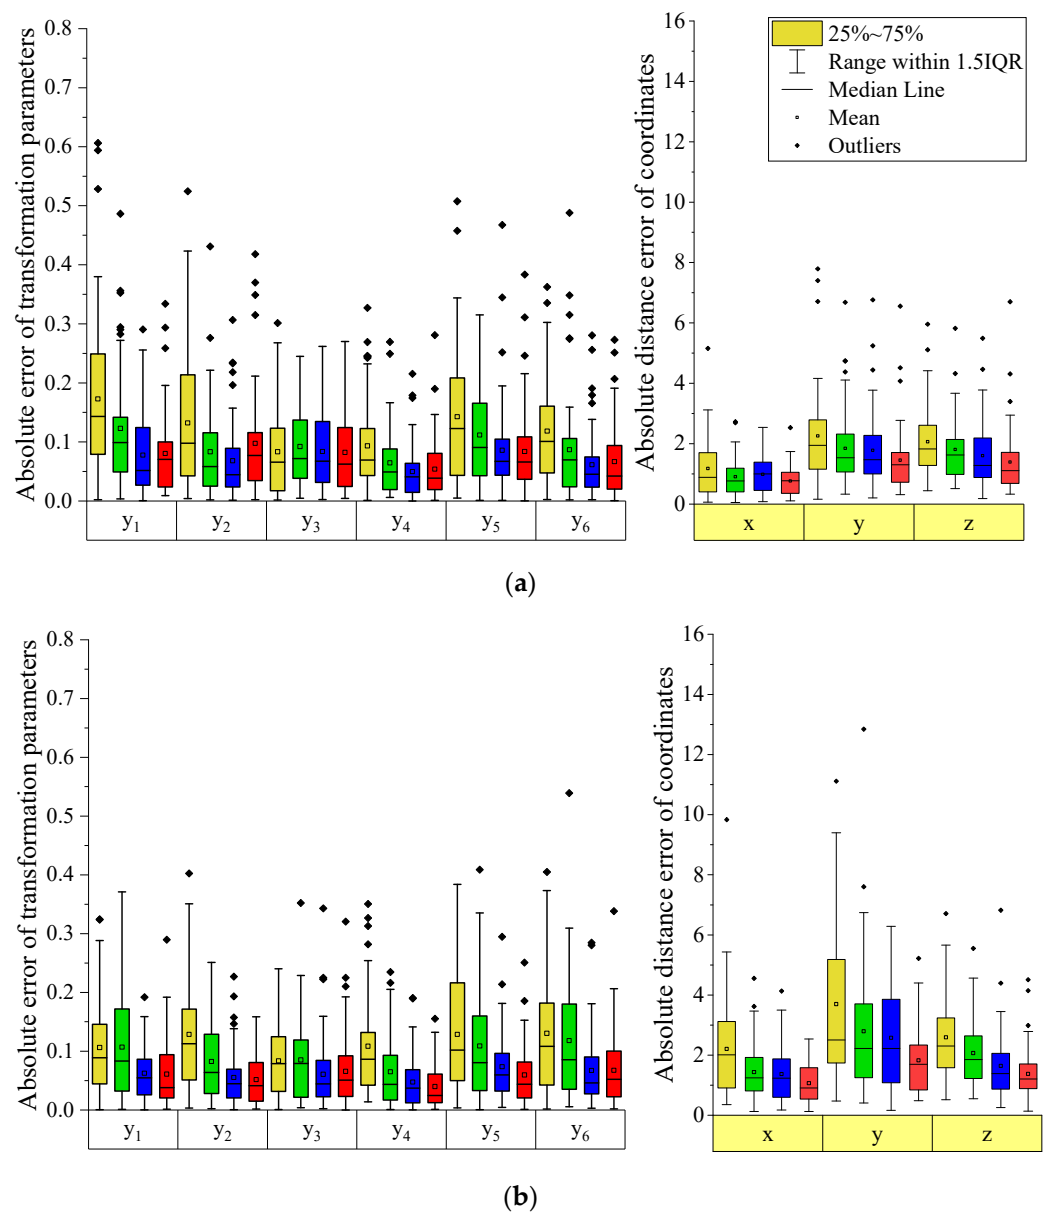 Absolute error of transformation parameters
0.8
0.7
0.6
0.5
0.4
0.3
0.2
0.1
0.0
y1 y2 y3 y4 y5 y6
Absolute distance error of coordinates
16
14
12
10
8
6
4
2
0
x y z
25%~75%
Range within 1.5IQR
Median Line
Mean
Outliers
(a)
Absolute error of transformation parameters
0.8
0.7
0.6
0.5
0.4
0.3
0.2
0.1
0.0
y1 y2 y3 y4 y5 y6
Absolute distance error of coordinates
16
14
12
10
8
6
4
2
0
x y z
(b)